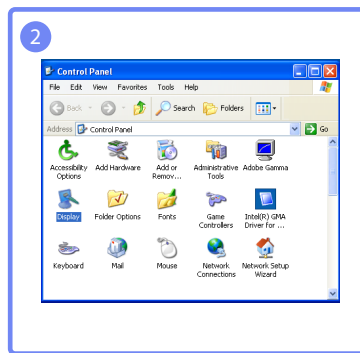 2
Control Panel
File Edit View Favorites Tools Help
Back Search Folders
Address Control Panel Go
Accessibility Options
Add Hardware
Add or Remov...
Administrative Tools
Adobe Gamma
Display
Folder Options
Fonts
Game Controllers
Intel(R) GMA Driver for ...
Keyboard
Mail
Mouse
Network Connections
Network Setup Wizard